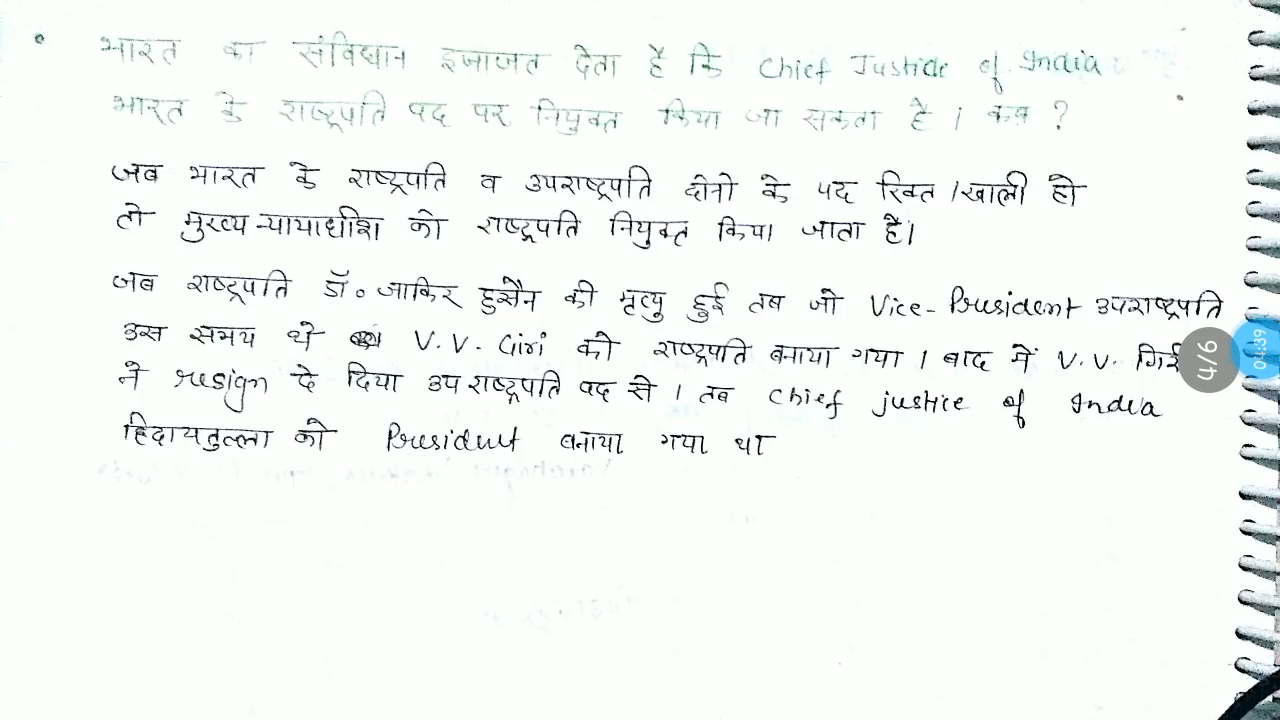 भारत का संविधान इजाजत देता है कि Chief Justice of India
भारत के राष्ट्रपति पद पर नियुक्त किया जा सकता है । कब ?
जब भारत के राष्ट्रपति व उपराष्ट्रपति दोनो के पद रिक्त /खाली हो
तो मुख्य न्यायाधीश को राष्ट्रपति नियुक्त किया जाता है।
जब राष्ट्रपति डॉ॰ जाकिर हुसैन की मृत्यु हुई तब जो Vice-President उपराष्ट्रपति
उस समय थे V.V. Giri को राष्ट्रपति बनाया गया । बाद में V.V. गिरि
ने resign दे दिया उपराष्ट्रपति पद से । तब Chief justice of India
हिदायतुल्ला को President बनाया गया था
4/6
04:39